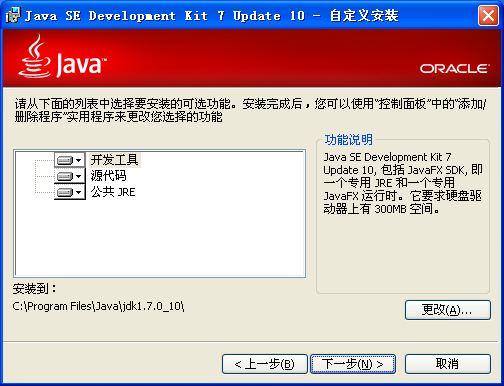 Java SE Development Kit 7 Update 10 - 自定义安装
Java™
ORACLE
请从下面的列表中选择要安装的可选功能。安装完成后，您可以使用“控制面板”中的“添加/
删除程序”实用程序来更改您选择的功能
功能说明
开发工具
源代码
公共 JRE
Java SE Development Kit 7
Update 10, 包括 JavaFX SDK, 即
一个专用 JRE 和一个专用
JavaFX 运行时。它要求硬盘驱
动器上有 300MB 空间。
安装到：
C:\Program Files\Java\jdk1.7.0_10\
更改(A)...
< 上一步(B)
下一步(N) >
取消